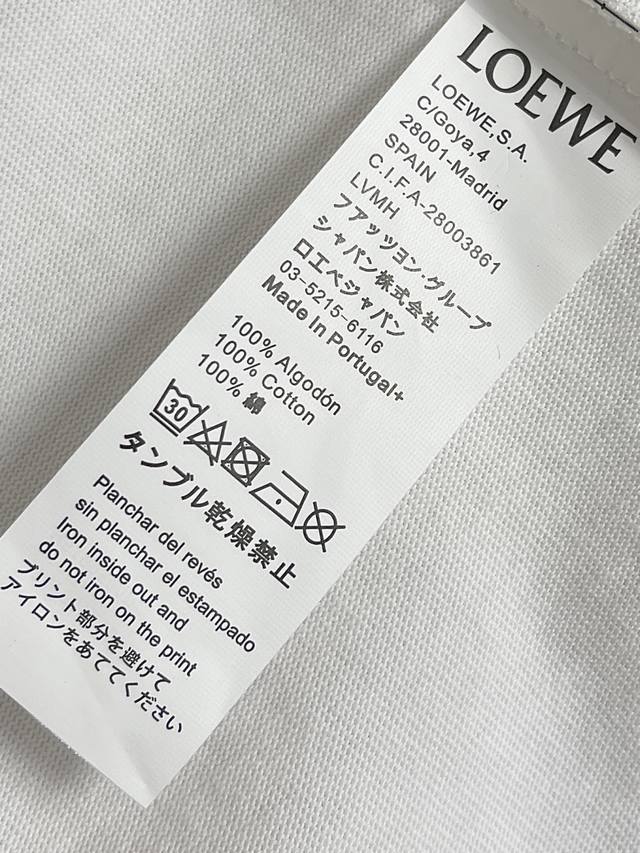 LOEWE
LOEWE,S.A.
C/Goya,4
28001-Madrid
SPAIN
C.I.F.A-28003861
LVMH
ファッツョン·グループ
シャパン株式会社
ロエベジャパン
03-5215-6116
Made In Portugal+
100% Algodón
100% Cotton
100% 綿
30
タンブル乾燥禁止
Planchar del revés
sin planchar el estampado
Iron inside out and
do not iron on the print
プリント部分を避けて
アイロンをあててください